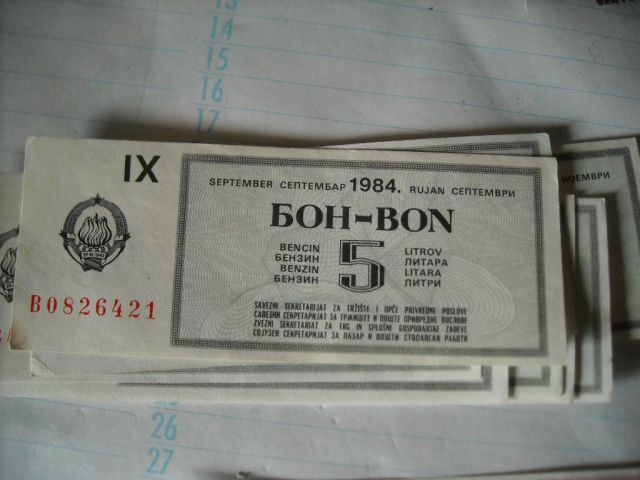 13
14
15
16
17
IX
SEPTEMBER СЕПТЕМБАР 1984. RUJAN СЕПТЕМВРИ
БОН-BON
BENCIN 5 LITROV
БЕНЗИН ЛИТАРА
BENZIN LITARA
БЕНЗИН ЛИТРИ
B0826421
SAVEZNI SEKRETARIJAT ZA TRŽIŠTE I OPĆE PRIVREDNE POSLOVE
САВЕЗНИ СЕКРЕТАРИЈАТ ЗА ТРЖИШТЕ И ОПШТЕ ПРИВРЕДНЕ ПОСЛОВЕ
ZVEZNI SEKRETARIAT ZA TRG IN SPLOŠNE GOSPODARSKE ZADEVE
СОЈУЗЕН СЕКРЕТАРИЈАТ ЗА ПАЗАР И ОПШТИ СТОПАНСКИ РАБОТИ
НОЕМВРИ
26
27